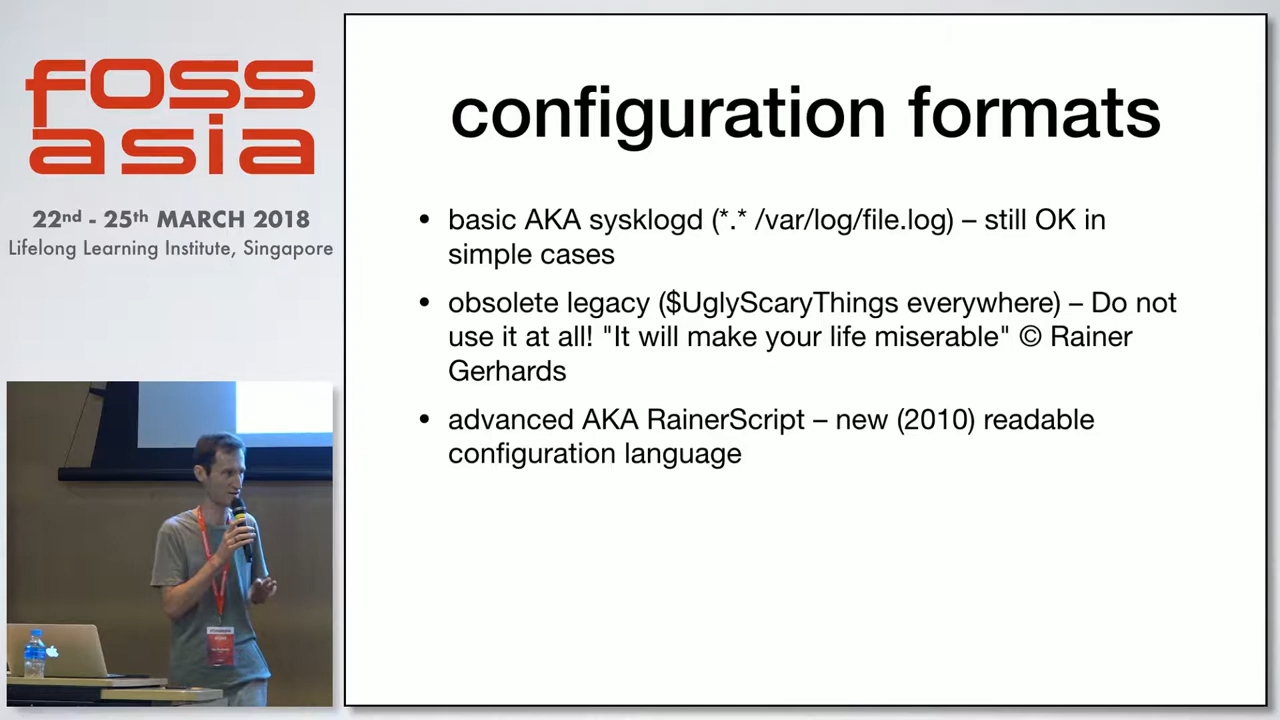 foss
asia
22nd - 25th MARCH 2018
Lifelong Learning Institute, Singapore
configuration formats
• basic AKA sysklogd (*.* /var/log/file.log) – still OK in
simple cases
• obsolete legacy ($UglyScaryThings everywhere) – Do not
use it at all! "It will make your life miserable" © Rainer
Gerhards
• advanced AKA RainerScript – new (2010) readable
configuration language